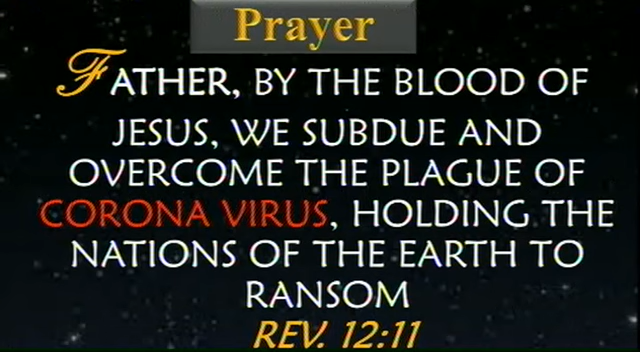 Prayer
FATHER, BY THE BLOOD OF
JESUS, WE SUBDUE AND
OVERCOME THE PLAGUE OF
CORONA VIRUS, HOLDING THE
NATIONS OF THE EARTH TO
RANSOM
REV. 12:11